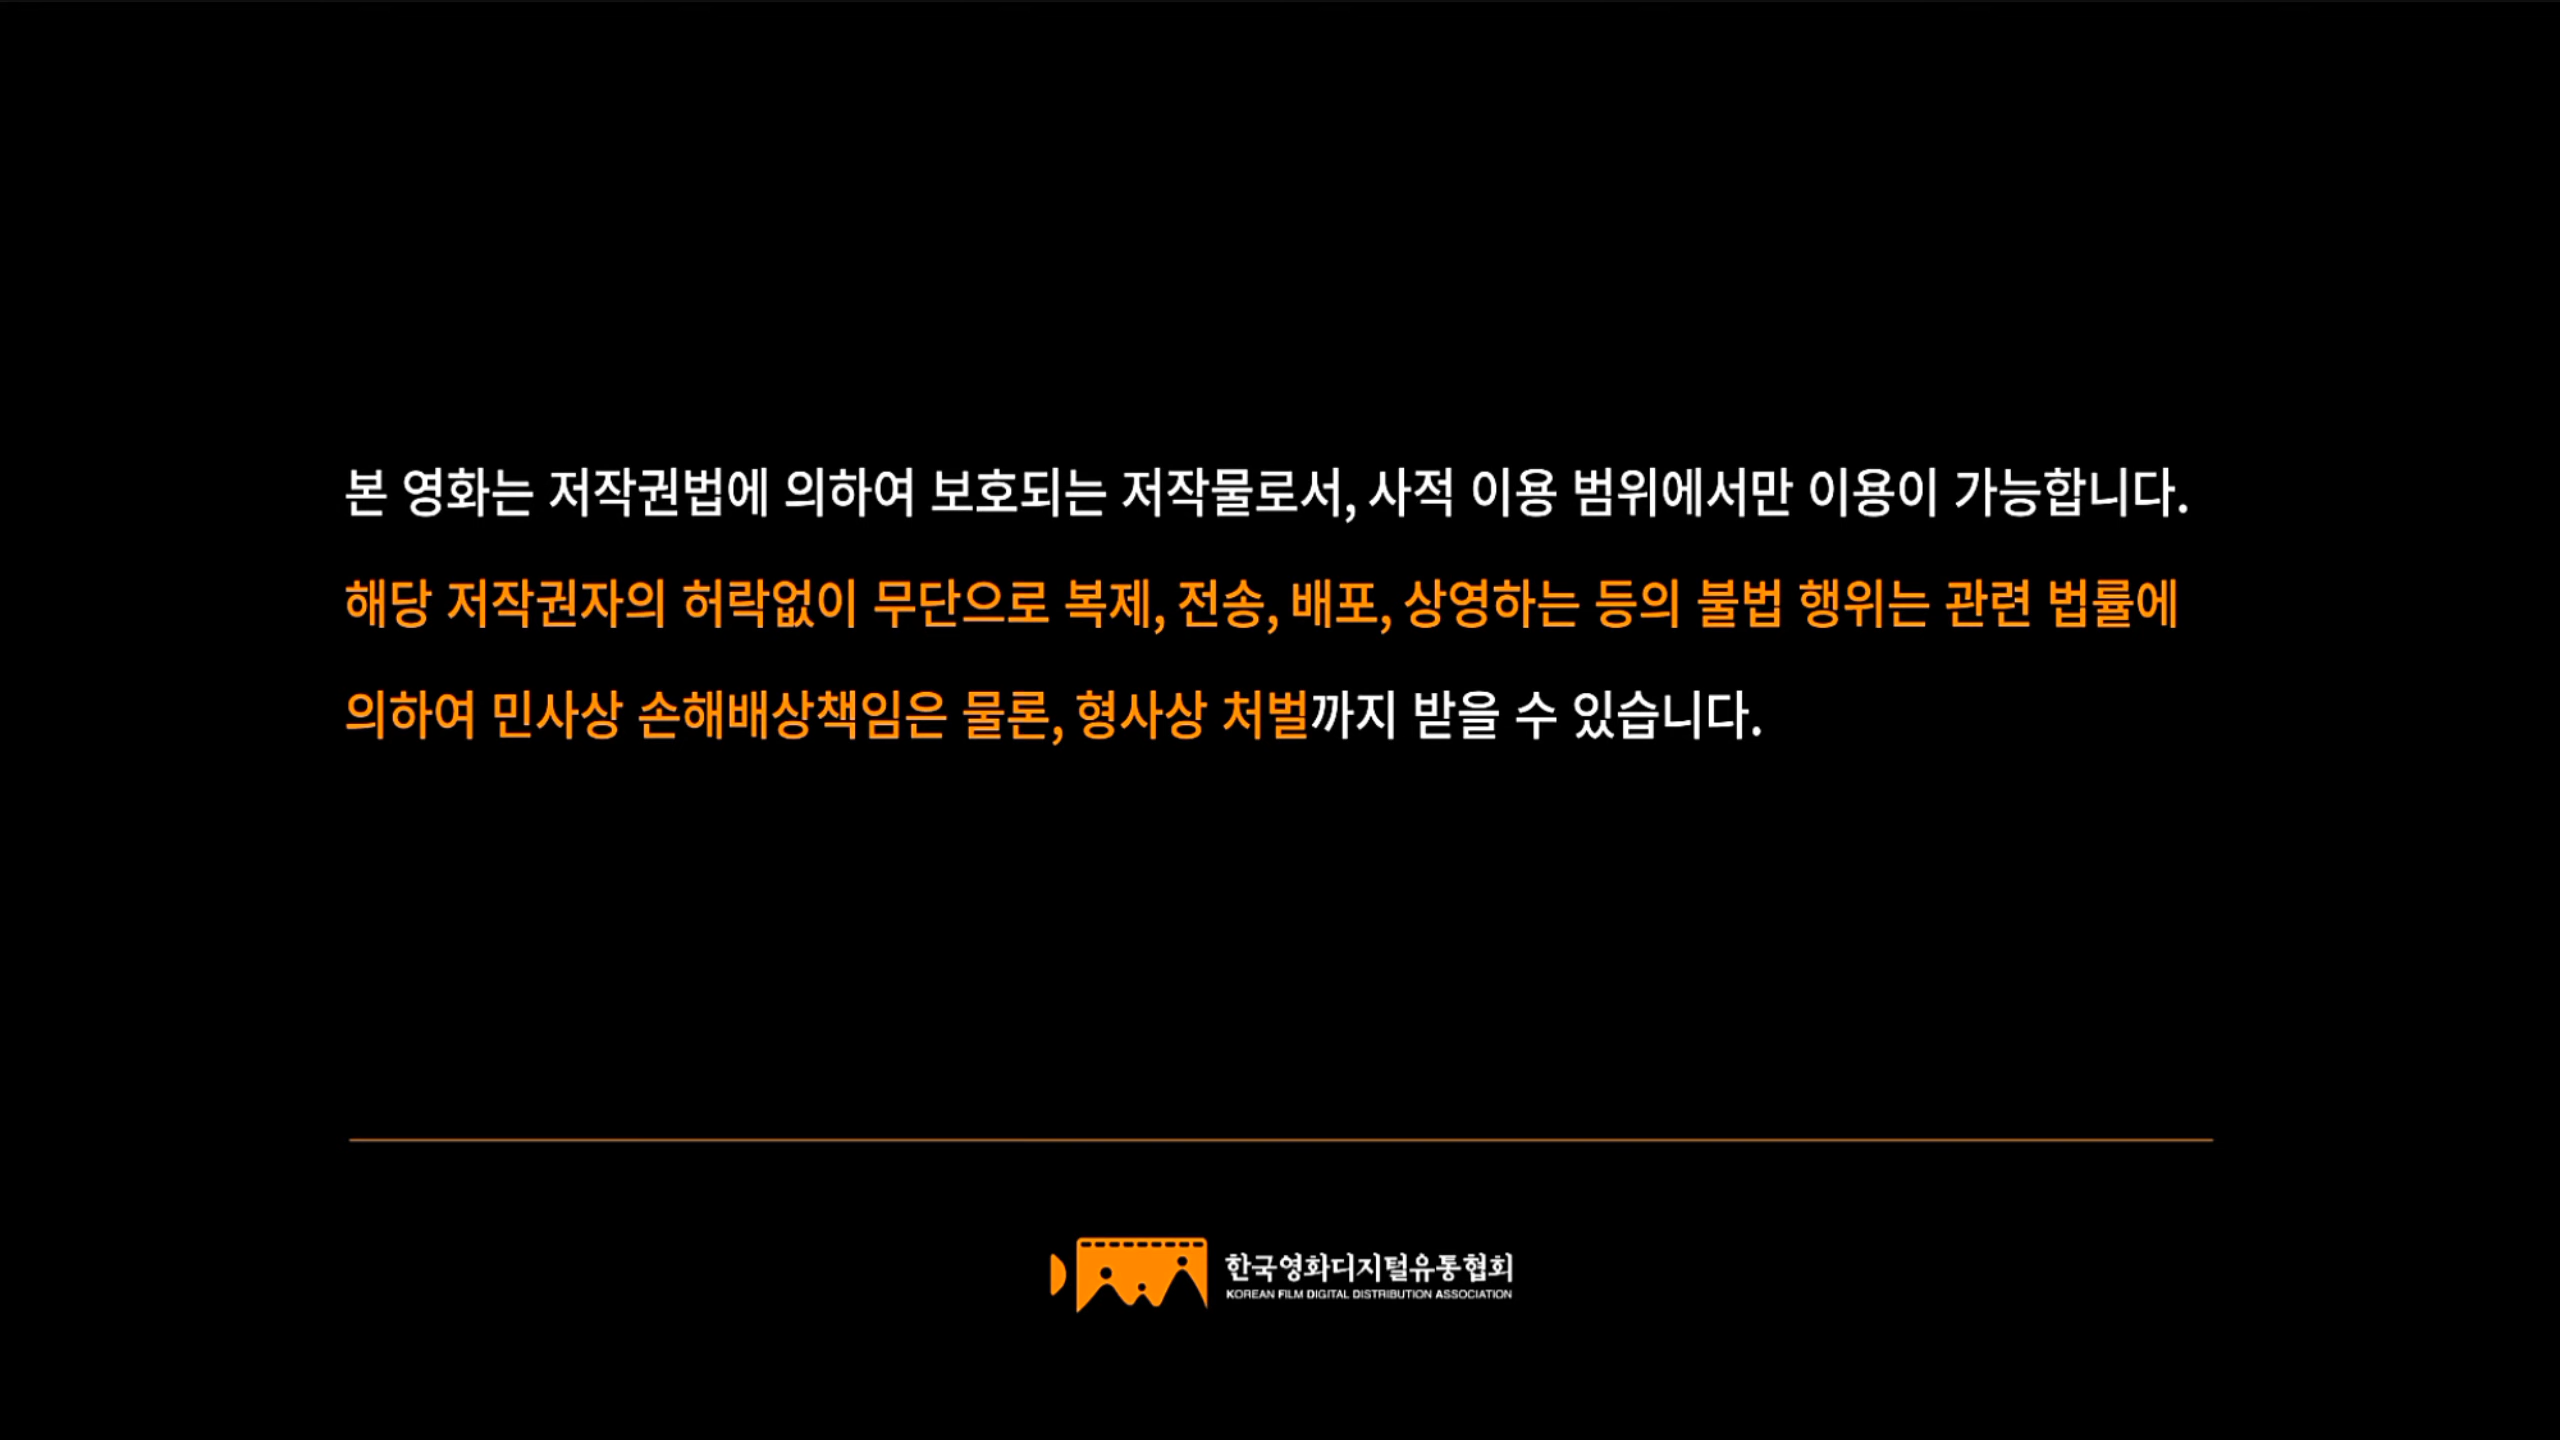 본 영화는 저작권법에 의하여 보호되는 저작물로서, 사적 이용 범위에서만 이용이 가능합니다.
해당 저작권자의 허락없이 무단으로 복제, 전송, 배포, 상영하는 등의 불법 행위는 관련 법률에
의하여 민사상 손해배상책임은 물론, 형사상 처벌까지 받을 수 있습니다.
한국영화디지털유통협회
KOREAN FILM DIGITAL DISTRIBUTION ASSOCIATION